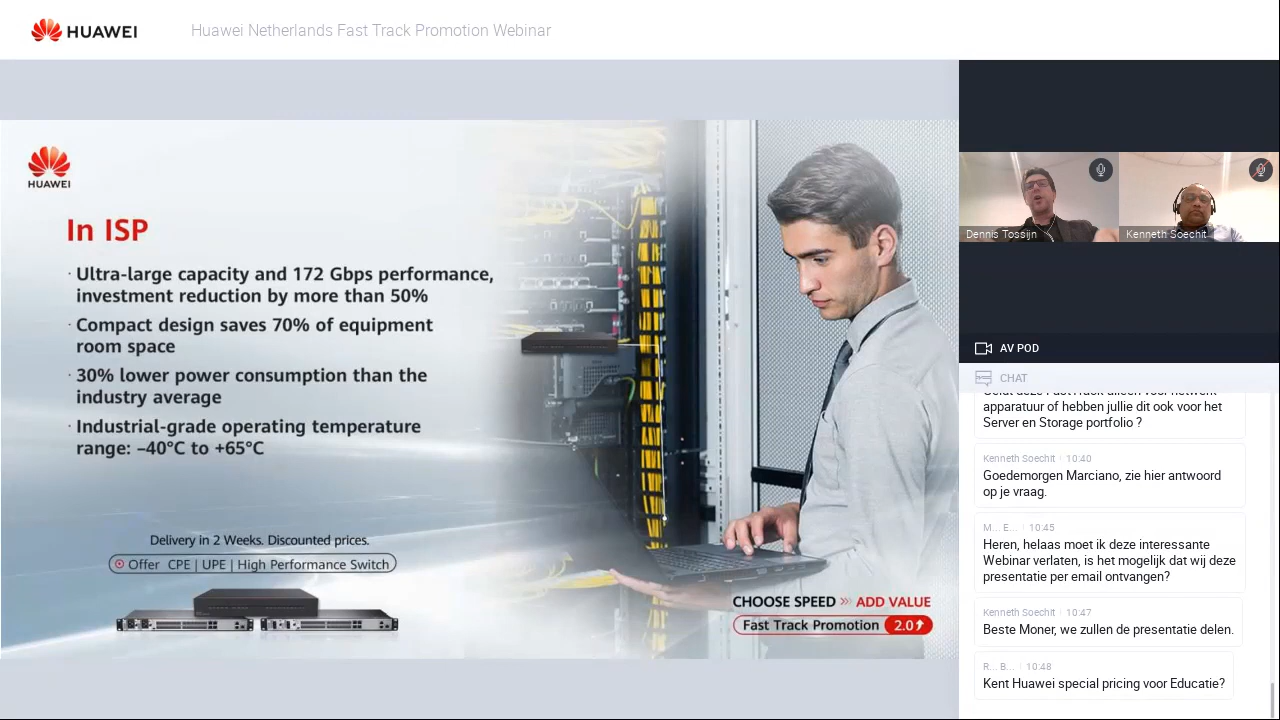 HUAWEI
Huawei Netherlands Fast Track Promotion Webinar
HUAWEI
In ISP
· Ultra-large capacity and 172 Gbps performance,
investment reduction by more than 50%
· Compact design saves 70% of equipment
room space
· 30% lower power consumption than the
industry average
· Industrial-grade operating temperature
range: –40°C to +65°C
Delivery in 2 Weeks. Discounted prices.
Offer CPE | UPE | High Performance Switch
CHOOSE SPEED >>> ADD VALUE
Fast Track Promotion 2.0
Dennis Tossijn
Kenneth Soechit
AV POD
CHAT
apparatuur of hebben jullie dit ook voor het
Server en Storage portfolio ?
Kenneth Soechit 10:40
Goedemorgen Marciano, zie hier antwoord
op je vraag.
M... E... 10:45
Heren, helaas moet ik deze interessante
Webinar verlaten, is het mogelijk dat wij deze
presentatie per email ontvangen?
Kenneth Soechit 10:47
Beste Moner, we zullen de presentatie delen.
R... B... 10:48
Kent Huawei special pricing voor Educatie?